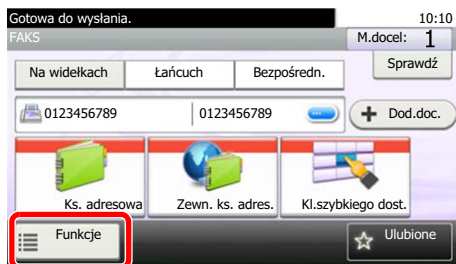 Gotowa do wysłania. 10:10
FAKS M.docel: 1
Na widełkach Łańcuch Bezpośredn. Sprawdź
0123456789 0123456789 Dod.doc.
Ks. adresowa Zewn. ks. adres. Kl.szybkiego dost.
Funkcje Ulubione